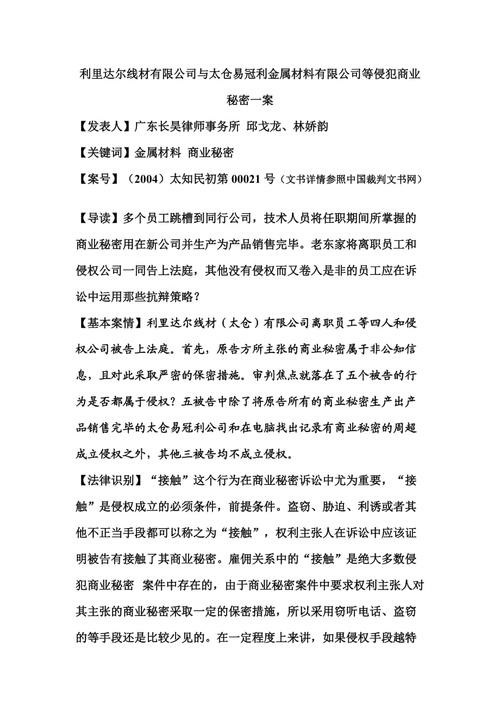 利里达尔线材有限公司与太仓易冠利金属材料有限公司等侵犯商业
秘密一案
【发表人】广东长昊律师事务所 邱戈龙、林娇韵
【关键词】金属材料 商业秘密
【案号】（2004）太知民初第 00021 号（文书详情参照中国裁判文书网）
【导读】多个员工跳槽到同行公司，技术人员将任职期间所掌握的
商业秘密用在新公司并生产为产品销售完毕。老东家将离职员工和
侵权公司一同告上法庭，其他没有侵权而又卷入是非的员工应在诉
讼中运用那些抗辩策略？
【基本案情】利里达尔线材（太仓）有限公司离职员工等四人和侵
权公司被告上法庭。首先，原告方所主张的商业秘密属于非公知信
息，且对此采取严密的保密措施。审判焦点就落在了五个被告的行
为是否都属于侵权？五被告中除了将原告所有的商业秘密生产出产
品销售完毕的太仓易冠利公司和在电脑找出记录有商业秘密的周超
成立侵权之外，其他三被告均不成立侵权。
【法律识别】“接触”这个行为在商业秘密诉讼中尤为重要，“接
触”是侵权成立的必须条件，前提条件。盗窃、胁迫、利诱或者其
他不正当手段都可以称之为“接触”，权利主张人在诉讼中应该证
明被告有接触了其商业秘密。雇佣关系中的“接触”是绝大多数侵
犯商业秘密 案件中存在的，由于商业秘密案件中要求权利主张人对
其主张的商业秘密采取一定的保密措施，所以采用窃听电话、盗窃
的等手段还是比较少见的。在一定程度上来讲，如果侵权手段越特